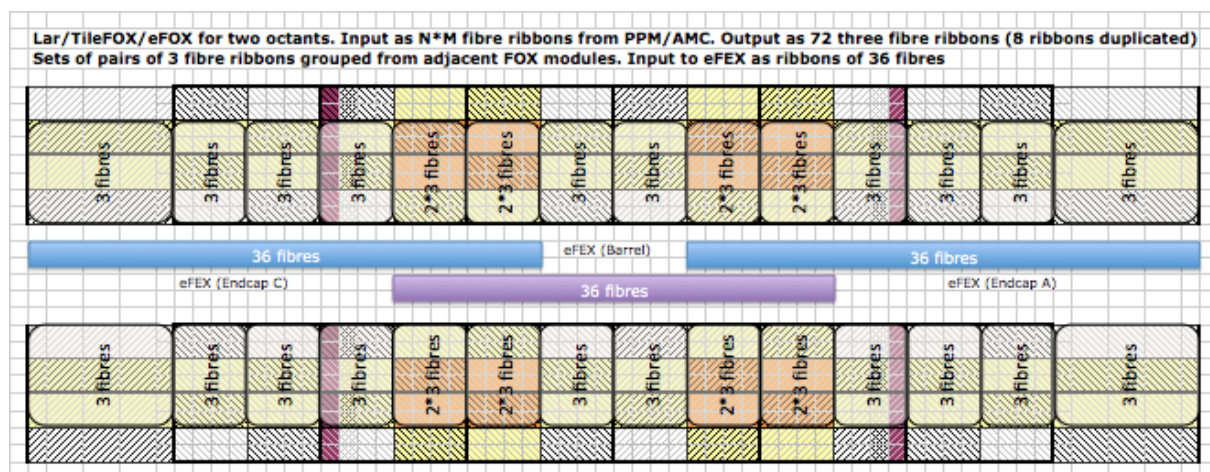 Lar/TileFOX/eFOX for two octants. Input as N*M fibre ribbons from PPM/AMC. Output as 72 three fibre ribbons (8 ribbons duplicated)
Sets of pairs of 3 fibre ribbons grouped from adjacent FOX modules. Input to eFEX as ribbons of 36 fibres
3 fibres
3 fibres
3 fibres
3 fibres
2*3 fibres
2*3 fibres
3 fibres
3 fibres
2*3 fibres
2*3 fibres
3 fibres
3 fibres
3 fibres
3 fibres
36 fibres
eFEX (Barrel)
36 fibres
eFEX (Endcap C)
36 fibres
eFEX (Endcap A)
3 fibres
3 fibres
3 fibres
3 fibres
2*3 fibres
2*3 fibres
3 fibres
3 fibres
2*3 fibres
2*3 fibres
3 fibres
3 fibres
3 fibres
3 fibres